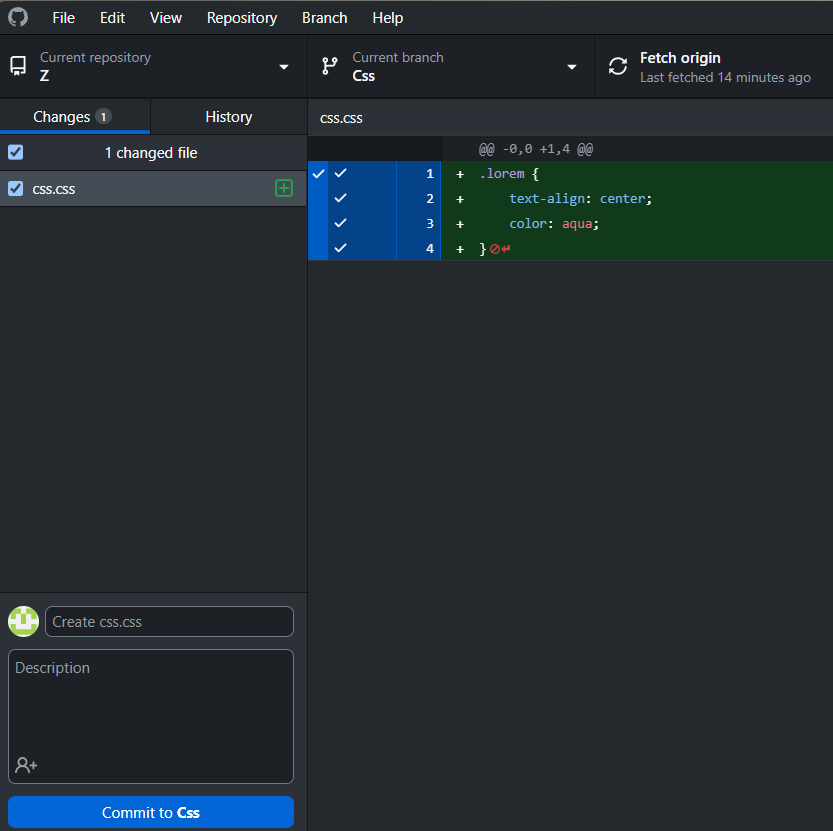 File Edit View Repository Branch Help
Current repository
Z
Current branch
Css
Fetch origin
Last fetched 14 minutes ago
Changes 1
History
1 changed file
css.css
css.css
@@ -0,0 +1,4 @@
1 + .lorem {
2 + text-align: center;
3 + color: aqua;
4 + }
Create css.css
Description
Commit to Css